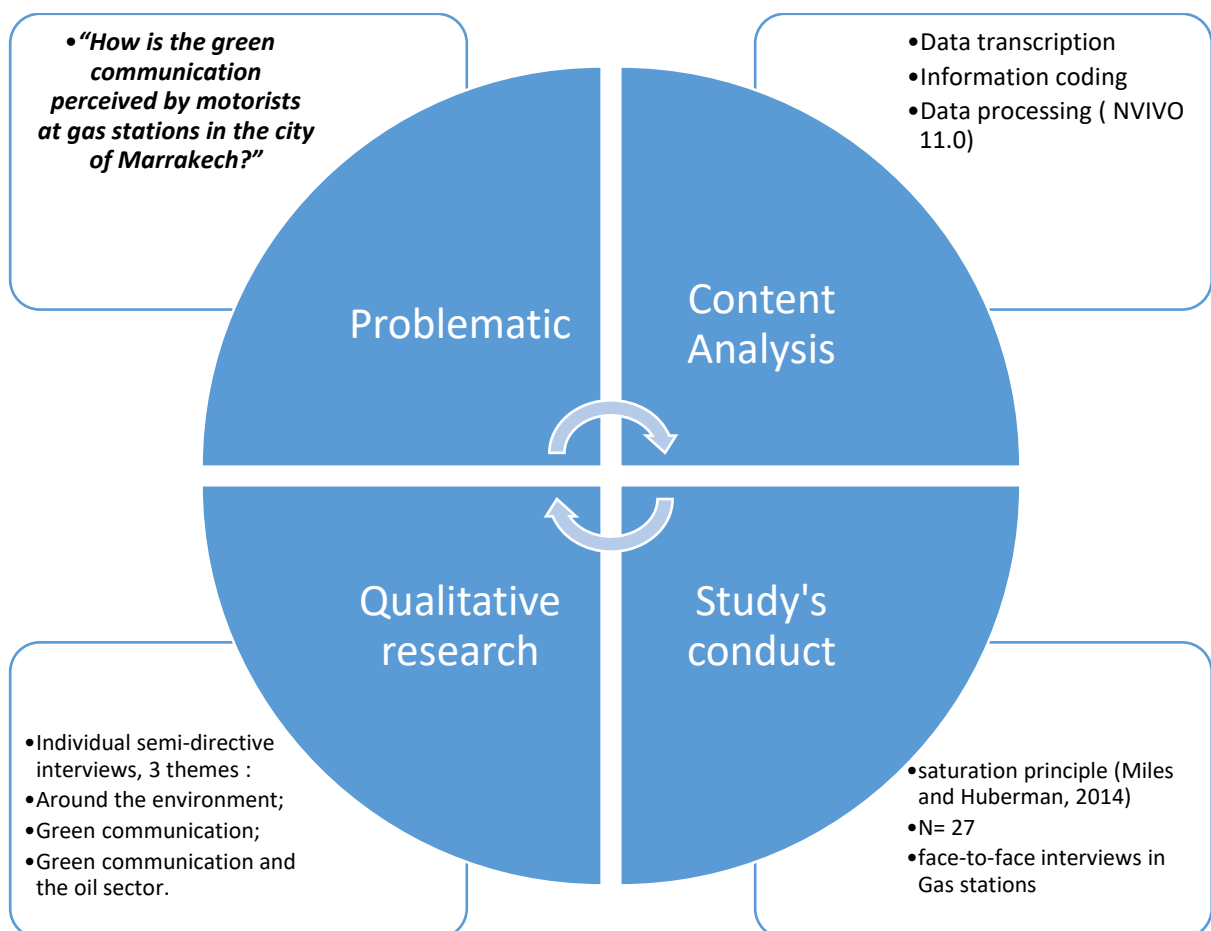 •“How is the green
communication
perceived by motorists
at gas stations in the city
of Marrakech?”
•Data transcription
•Information coding
•Data processing ( NVIVO
11.0)
Problematic
Content
Analysis
Qualitative
research
Study's
conduct
•Individual semi-directive
interviews, 3 themes :
•Around the environment;
•Green communication;
•Green communication and
the oil sector.
•saturation principle (Miles
and Huberman, 2014)
•N= 27
•face-to-face interviews in
Gas stations